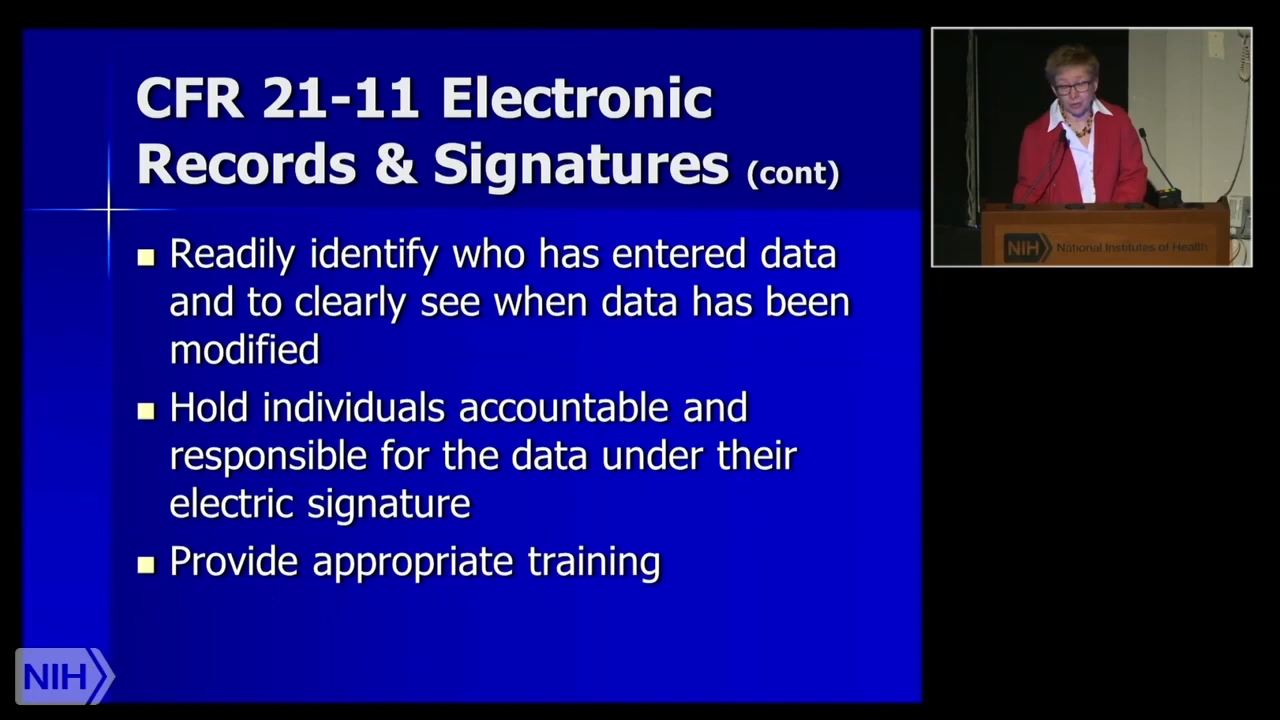 CFR 21-11 Electronic
Records & Signatures (cont)
Readily identify who has entered data
and to clearly see when data has been
modified
Hold individuals accountable and
responsible for the data under their
electric signature
Provide appropriate training
NIH
NIH National Institutes of Health